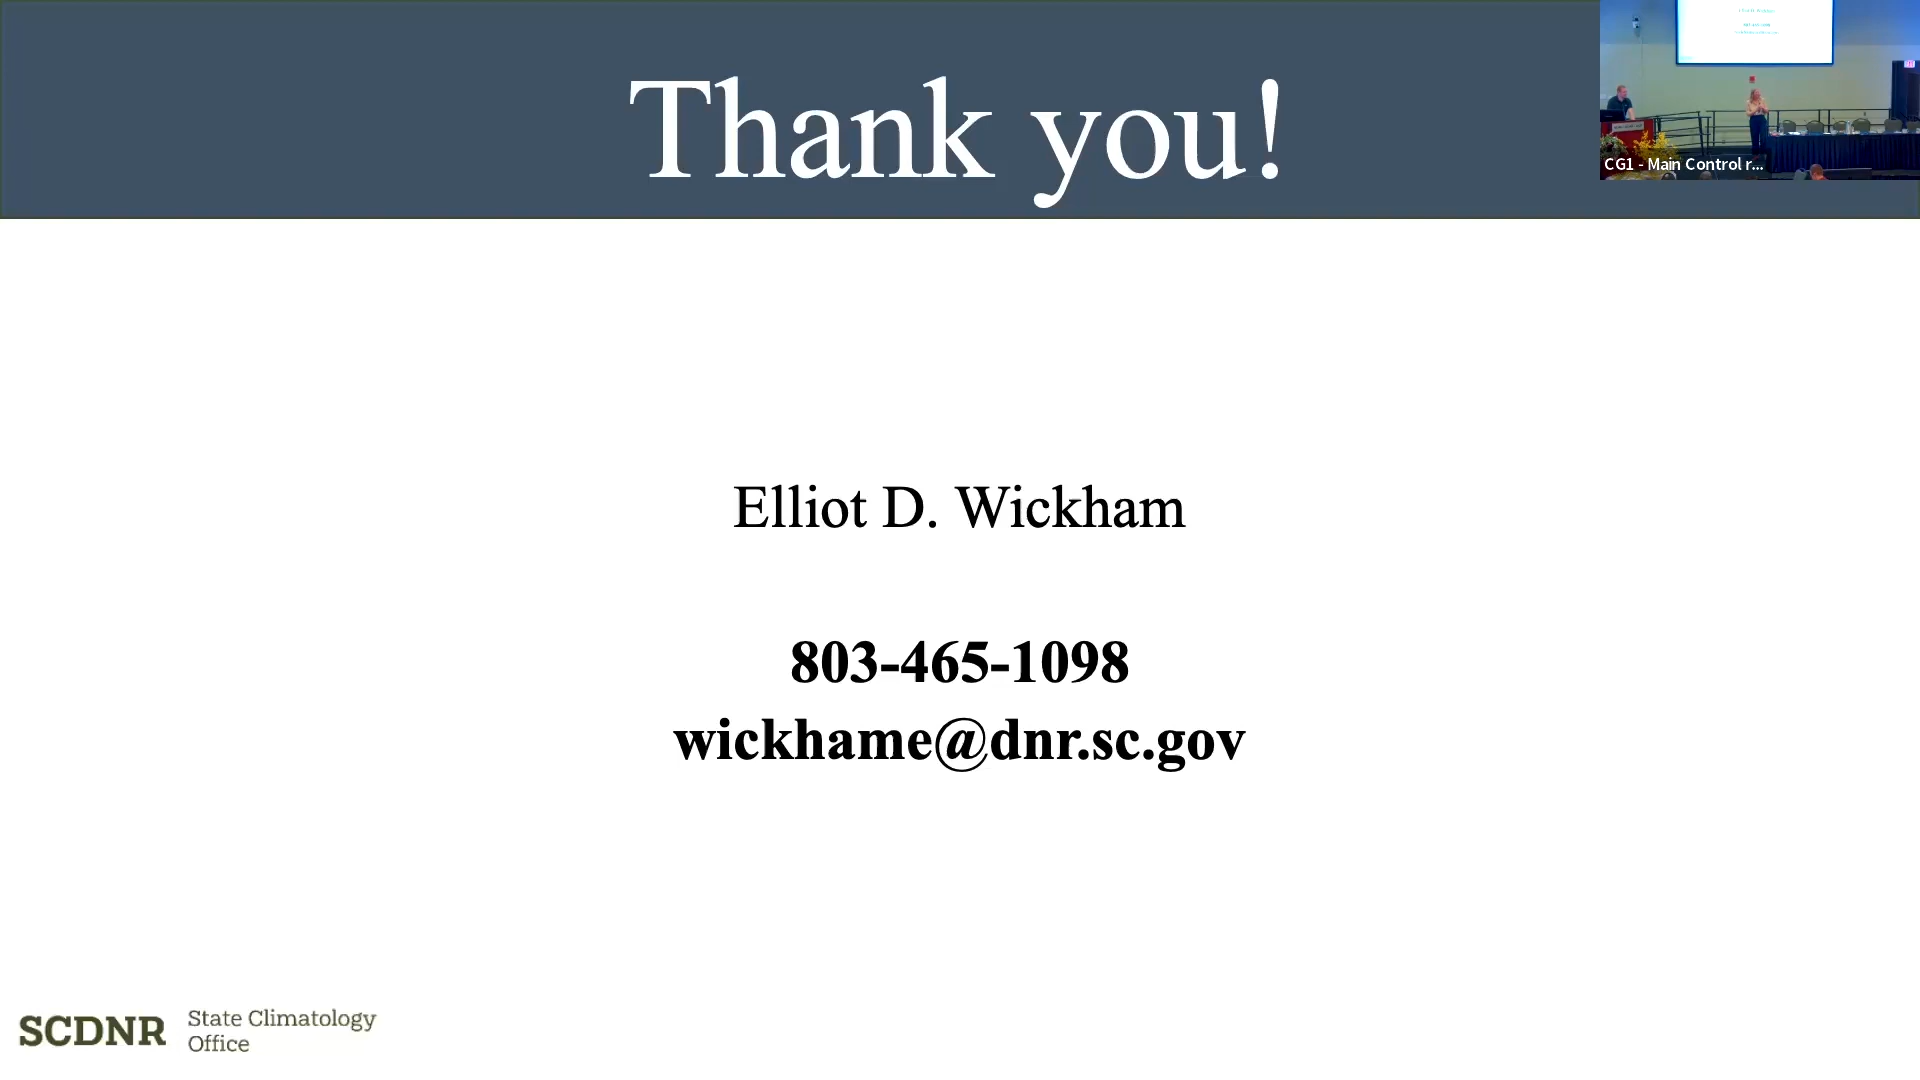 Thank you!
CG1 - Main Control r...
Elliot D. Wickham
803-465-1098
wickhame@dnr.sc.gov
SCDNR
State Climatology
Office